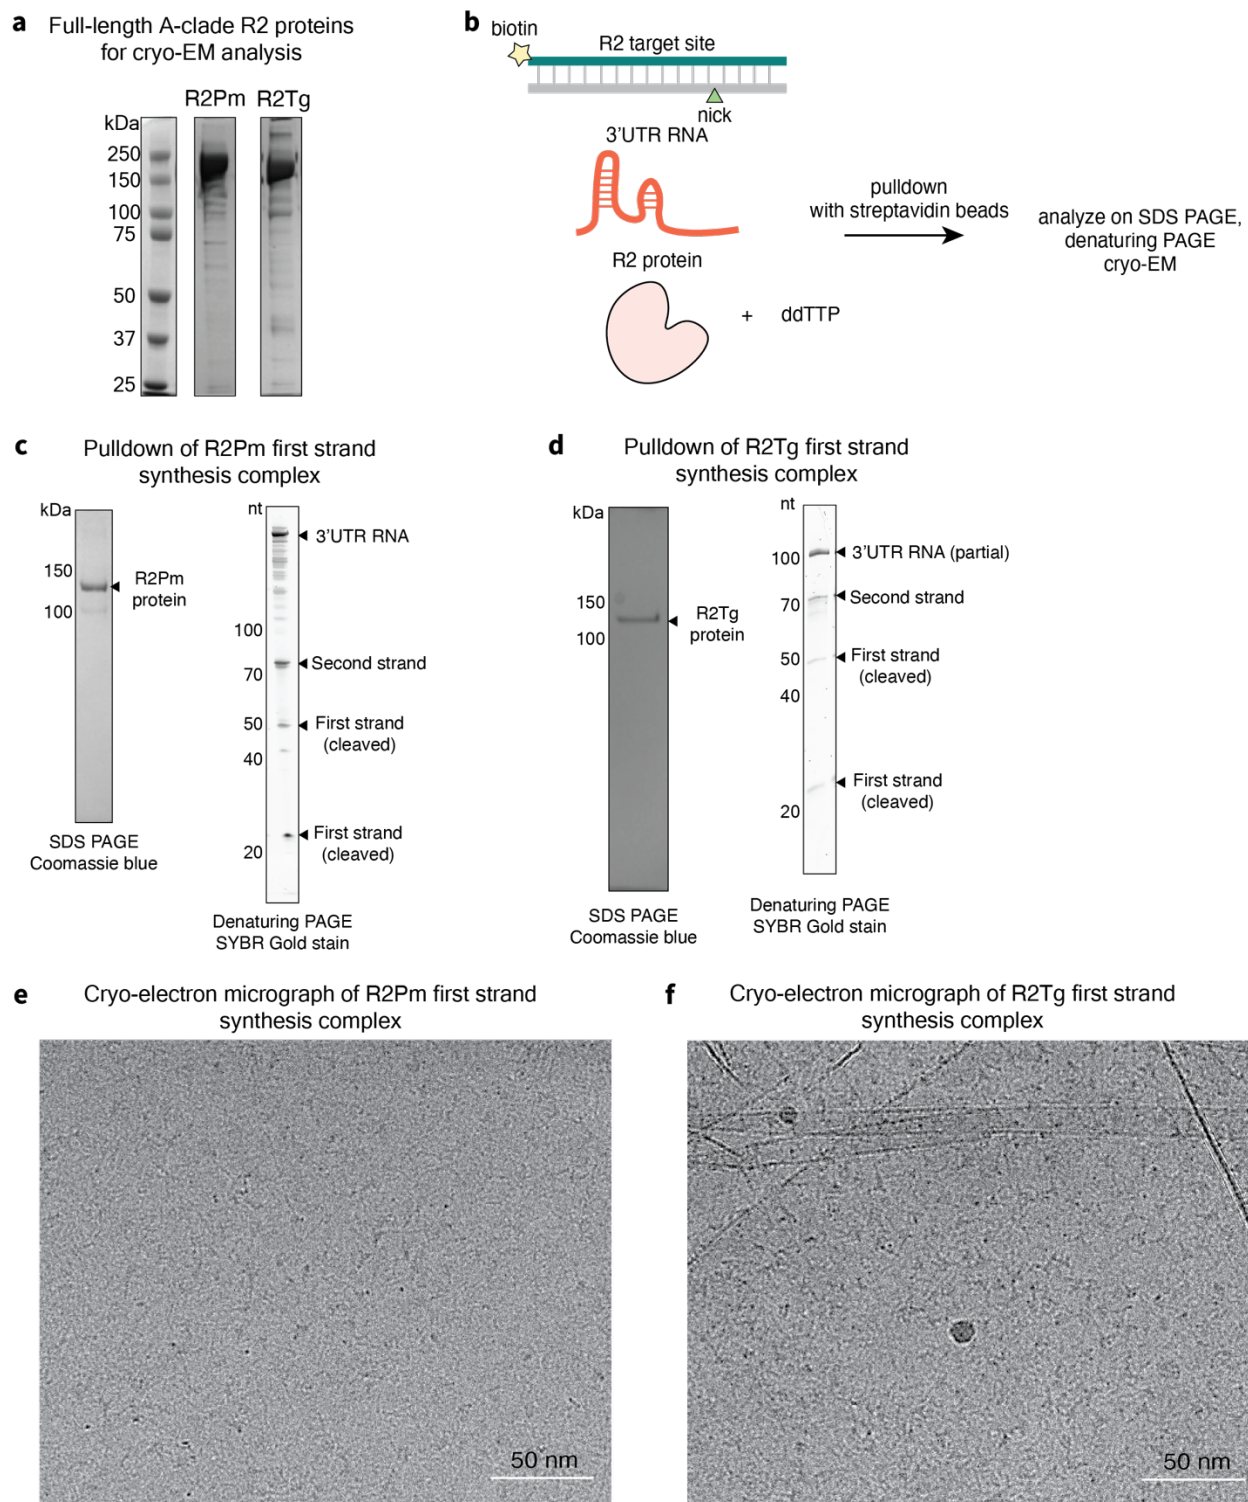 a Full-length A-clade R2 proteins
for cryo-EM analysis
R2Pm R2Tg
kDa
250
150
100
75
50
37
25
b
biotin
R2 target site
nick
3'UTR RNA
R2 protein
+ ddTTP
pulldown
with streptavidin beads
analyze on SDS PAGE,
denaturing PAGE
cryo-EM
c Pulldown of R2Pm first strand
synthesis complex
kDa
150
100
R2Pm
protein
SDS PAGE
Coomassie blue
nt
100
70
50
40
20
3'UTR RNA
Second strand
First strand
(cleaved)
First strand
(cleaved)
Denaturing PAGE
SYBR Gold stain
d Pulldown of R2Tg first strand
synthesis complex
kDa
150
100
R2Tg
protein
SDS PAGE
Coomassie blue
nt
100
70
50
40
20
3'UTR RNA (partial)
Second strand
First strand
(cleaved)
First strand
(cleaved)
Denaturing PAGE
SYBR Gold stain
e Cryo-electron micrograph of R2Pm first strand
synthesis complex
50 nm
f Cryo-electron micrograph of R2Tg first strand
synthesis complex
50 nm